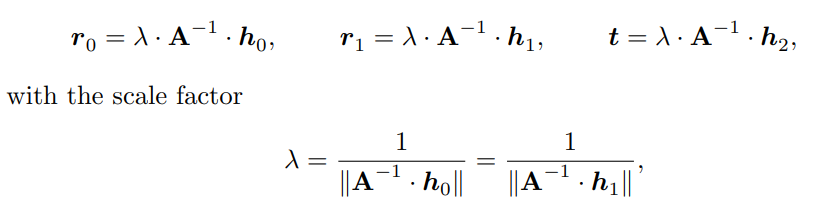 r₀ = λ · A⁻¹ · h₀, r₁ = λ · A⁻¹ · h₁, t = λ · A⁻¹ · h₂,
with the scale factor
λ = 1 / ‖A⁻¹ · h₀‖ = 1 / ‖A⁻¹ · h₁‖,